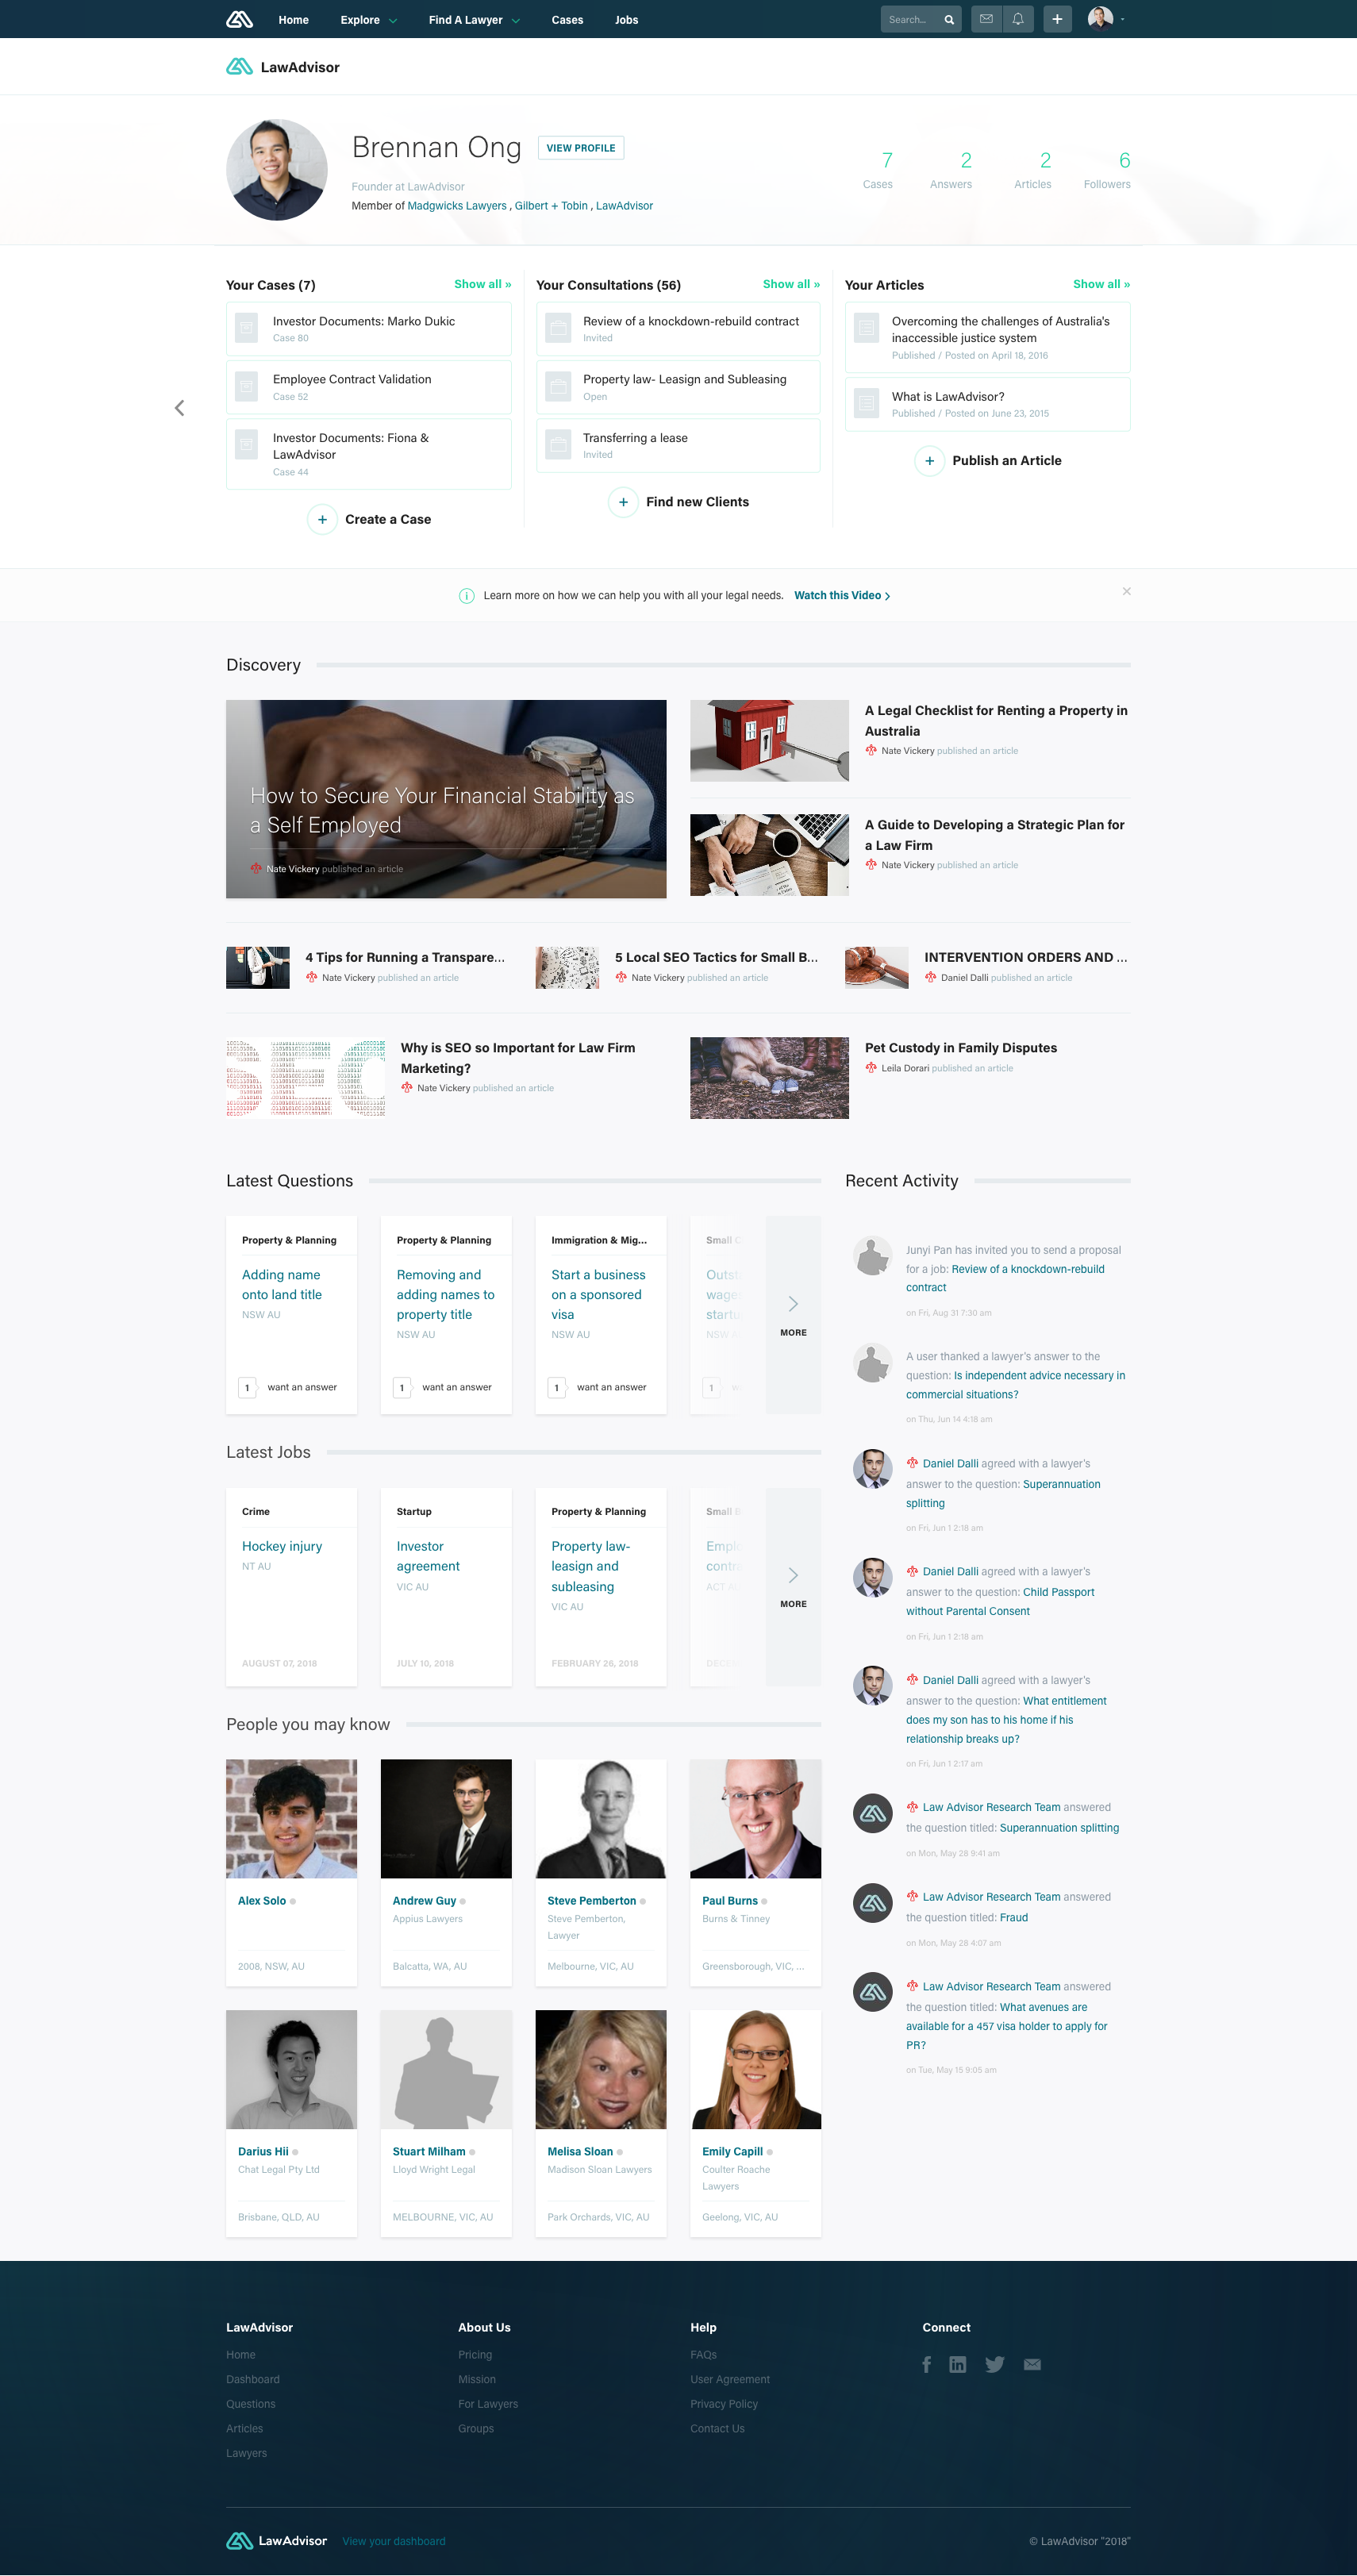 Home
Explore
Find A Lawyer
Cases
Jobs
Search...
LawAdvisor
Brennan Ong
VIEW PROFILE
Founder at LawAdvisor
Member of Madgwicks Lawyers , Gilbert + Tobin , LawAdvisor
7
Cases
2
Answers
2
Articles
6
Followers
Your Cases (7)
Show all »
Investor Documents: Marko Dukic
Case 80
Employee Contract Validation
Case 52
Investor Documents: Fiona &
LawAdvisor
Case 44
Create a Case
Your Consultations (56)
Show all »
Review of a knockdown-rebuild contract
Invited
Property law- Leasign and Subleasing
Open
Transferring a lease
Invited
Find new Clients
Your Articles
Show all »
Overcoming the challenges of Australia's
inaccessible justice system
Published / Posted on April 18, 2016
What is LawAdvisor?
Published / Posted on June 23, 2015
Publish an Article
Learn more on how we can help you with all your legal needs. Watch this Video
Discovery
How to Secure Your Financial Stability as
a Self Employed
Nate Vickery published an article
A Legal Checklist for Renting a Property in
Australia
Nate Vickery published an article
A Guide to Developing a Strategic Plan for
a Law Firm
Nate Vickery published an article
4 Tips for Running a Transpare...
Nate Vickery published an article
5 Local SEO Tactics for Small B...
Nate Vickery published an article
INTERVENTION ORDERS AND ...
Daniel Dalli published an article
Why is SEO so Important for Law Firm
Marketing?
Nate Vickery published an article
Pet Custody in Family Disputes
Leila Dorari published an article
Latest Questions
Property & Planning
Adding name
onto land title
NSW AU
1 want an answer
Property & Planning
Removing and
adding names to
property title
NSW AU
1 want an answer
Immigration & Mig...
Start a business
on a sponsored
visa
NSW AU
1 want an answer
Small
NSW
1
MORE
Latest Jobs
Crime
Hockey injury
NT AU
AUGUST 07, 2018
Startup
Investor
agreement
VIC AU
JULY 10, 2018
Property & Planning
Property law-
leasign and
subleasing
VIC AU
FEBRUARY 26, 2018
Small
ACT
MORE
People you may know
Alex Solo
2008, NSW, AU
Andrew Guy
Appius Lawyers
Balcatta, WA, AU
Steve Pemberton
Steve Pemberton,
Lawyer
Melbourne, VIC, AU
Paul Burns
Burns & Tinney
Greensborough, VIC, ...
Darius Hii
Chat Legal Pty Ltd
Brisbane, QLD, AU
Stuart Milham
Lloyd Wright Legal
MELBOURNE, VIC, AU
Melisa Sloan
Madison Sloan Lawyers
Park Orchards, VIC, AU
Emily Capill
Coulter Roache
Lawyers
Geelong, VIC, AU
Recent Activity
Junyi Pan has invited you to send a proposal
for a job: Review of a knockdown-rebuild
contract
on Fri, Aug 31 7:30 am
A user thanked a lawyer's answer to the
question: Is independent advice necessary in
commercial situations?
on Thu, Jun 14 4:18 am
Daniel Dalli agreed with a lawyer's
answer to the question: Superannuation
splitting
on Fri, Jun 1 2:18 am
Daniel Dalli agreed with a lawyer's
answer to the question: Child Passport
without Parental Consent
on Fri, Jun 1 2:18 am
Daniel Dalli agreed with a lawyer's
answer to the question: What entitlement
does my son has to his home if his
relationship breaks up?
on Fri, Jun 1 2:17 am
Law Advisor Research Team answered
the question titled: Superannuation splitting
on Mon, May 28 9:41 am
Law Advisor Research Team answered
the question titled: Fraud
on Mon, May 28 4:07 am
Law Advisor Research Team answered
the question titled: What avenues are
available for a 457 visa holder to apply for
PR?
on Tue, May 15 9:05 am
LawAdvisor
Home
Dashboard
Questions
Articles
Lawyers
About Us
Pricing
Mission
For Lawyers
Groups
Help
FAQs
User Agreement
Privacy Policy
Contact Us
Connect
LawAdvisor
View your dashboard
© LawAdvisor "2018"